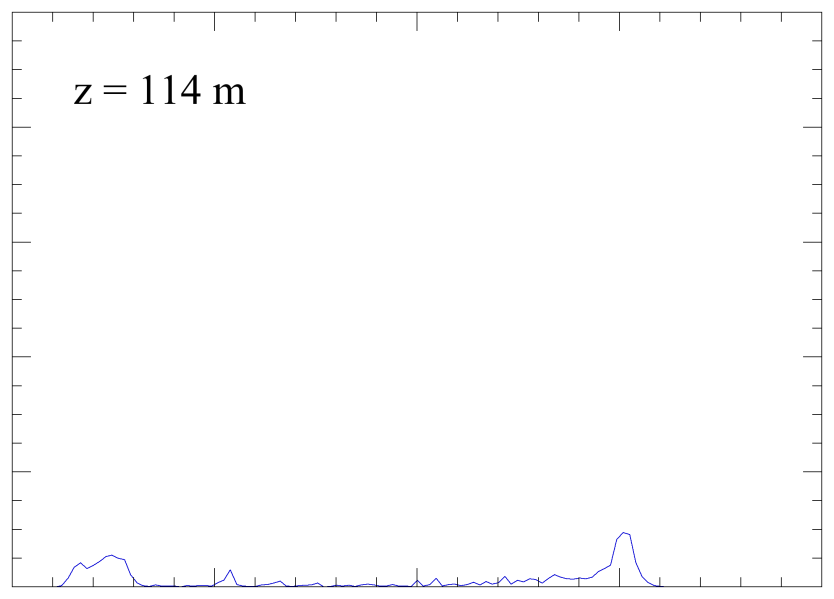 z = 114 m